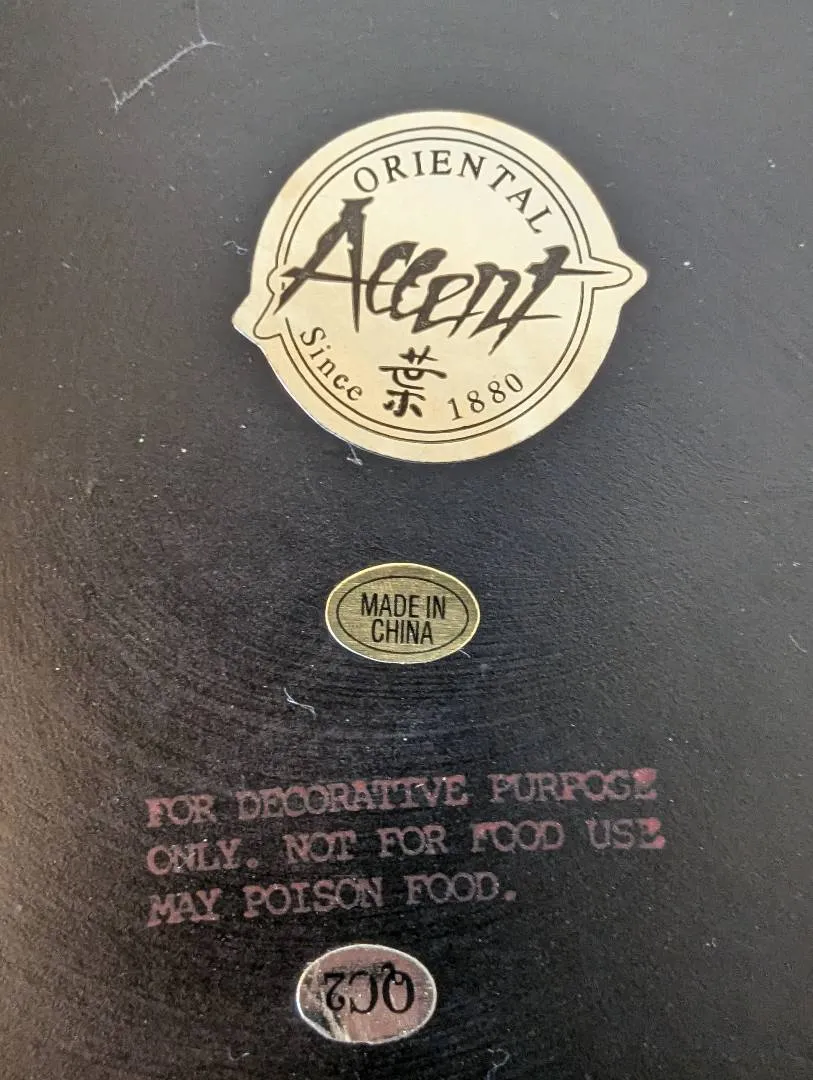 ORIENTAL
Accent
Since 葉 1880
MADE IN
CHINA
FOR DECORATIVE PURPOSE
ONLY. NOT FOR FOOD USE
MAY POISON FOOD.
QC2